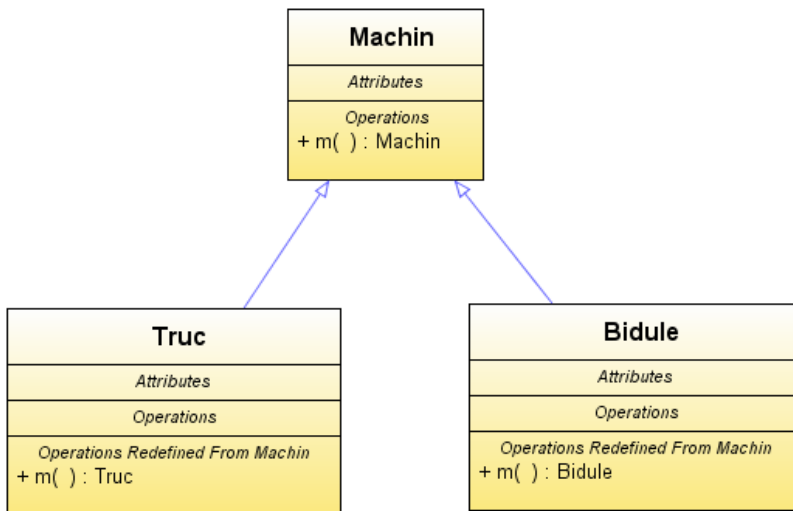 Machin
Attributes
Operations
+ m( ) : Machin
Truc
Attributes
Operations
Operations Redefined From Machin
+ m( ) : Truc
Bidule
Attributes
Operations
Operations Redefined From Machin
+ m( ) : Bidule